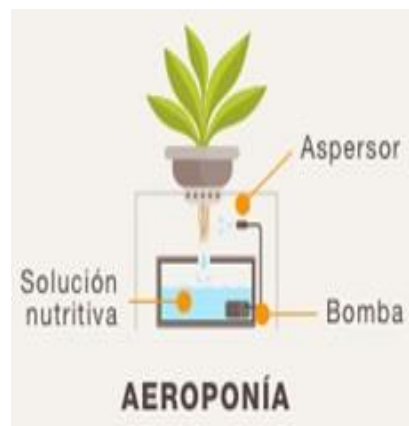 Aspersor
Solución
nutritiva
Bomba
AEROPONÍA